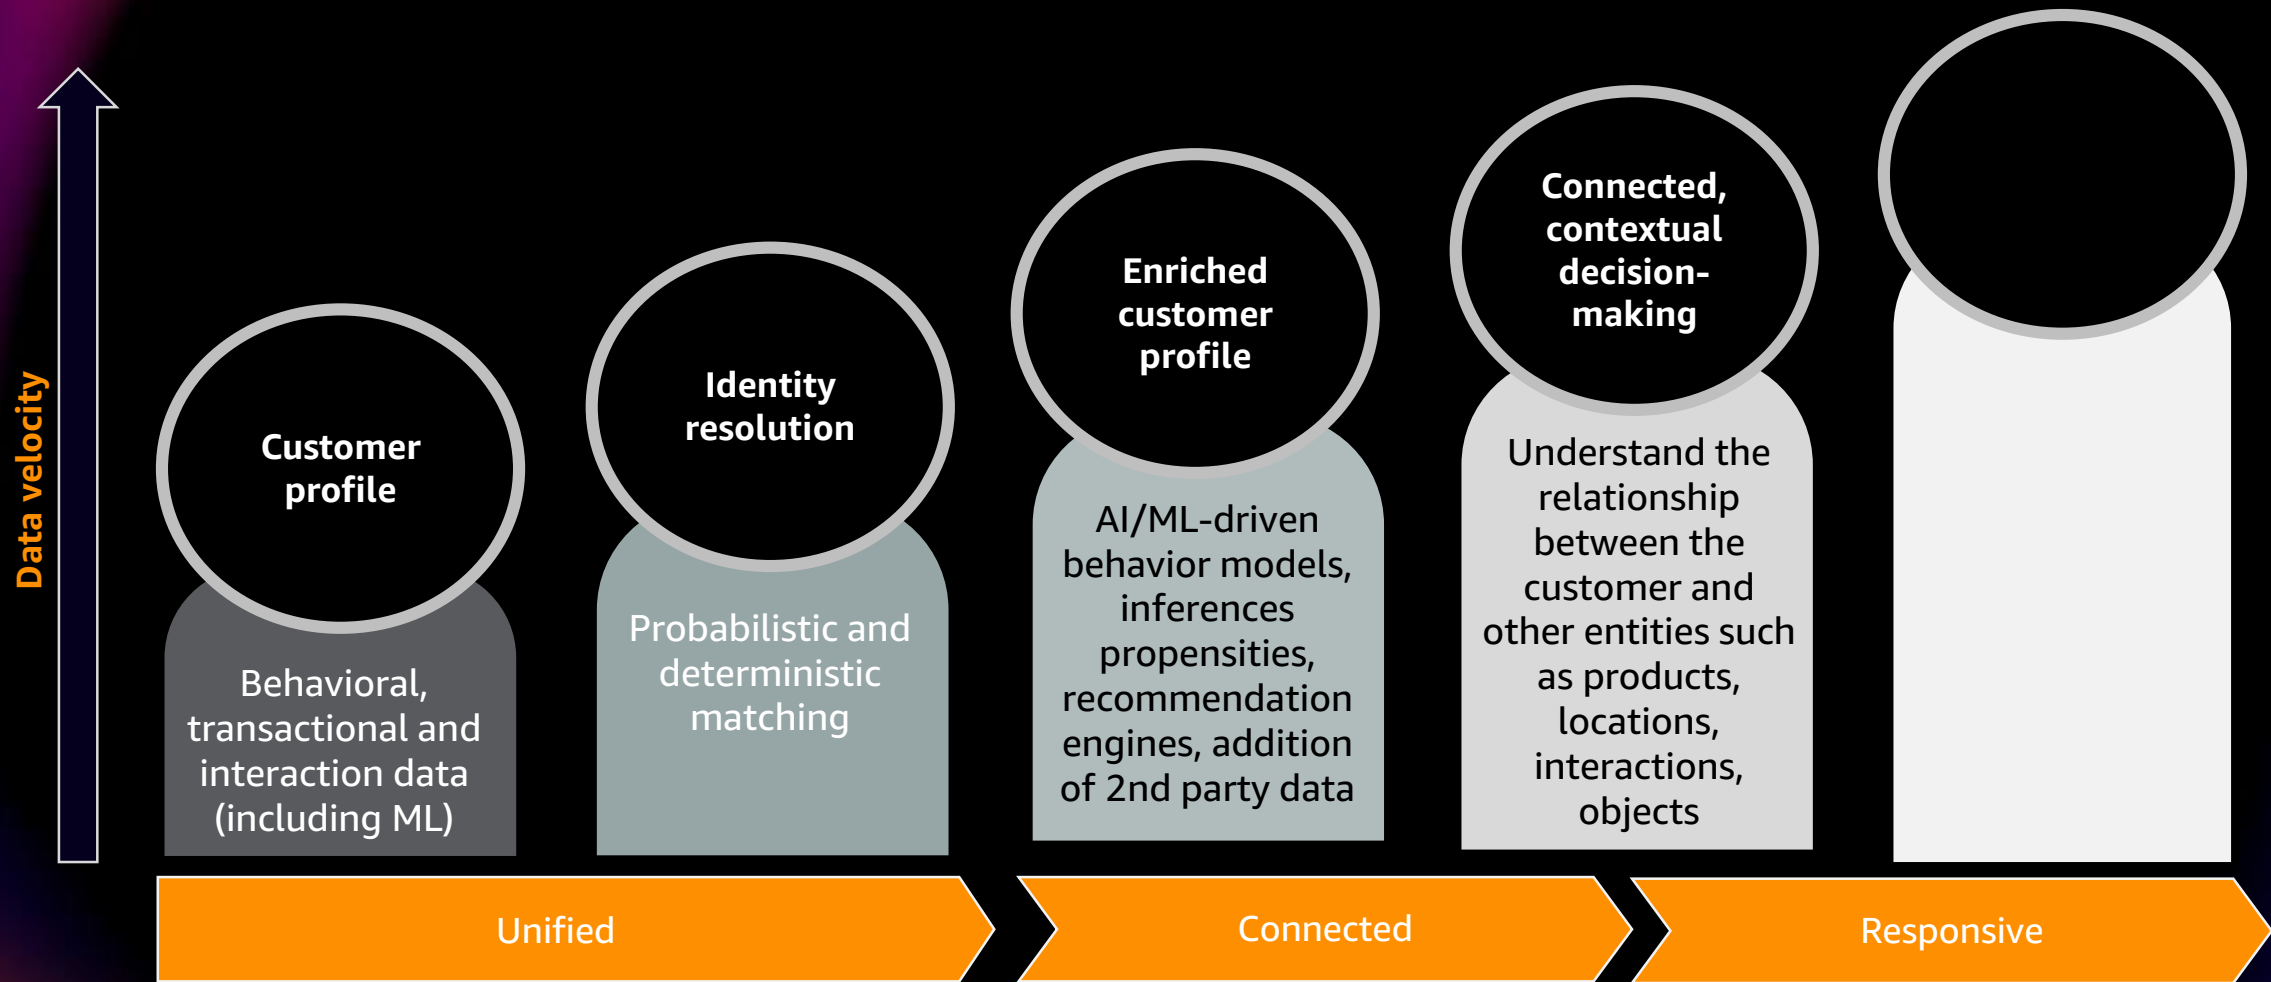 Data velocity
Customer
profile
Behavioral,
transactional and
interaction data
(including ML)
Identity
resolution
Probabilistic and
deterministic
matching
Enriched
customer
profile
AI/ML-driven
behavior models,
inferences
propensities,
recommendation
engines, addition
of 2nd party data
Connected,
contextual
decision-
making
Understand the
relationship
between the
customer and
other entities such
as products,
locations,
interactions,
objects
Unified
Connected
Responsive